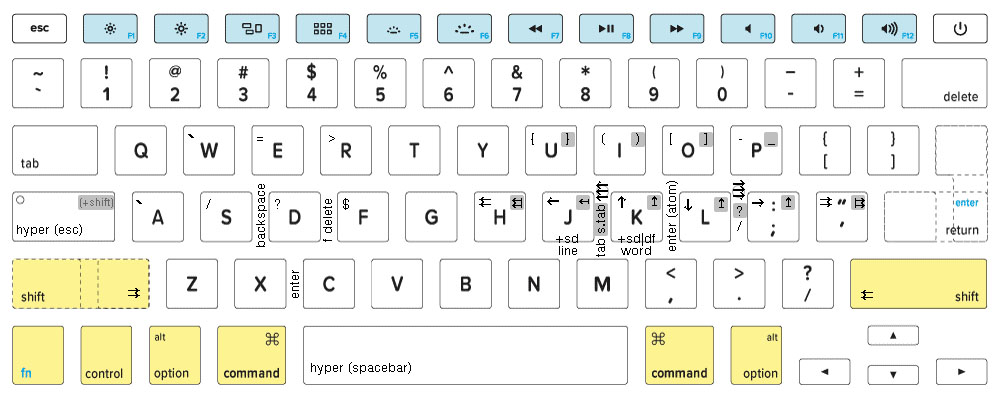 esc F1 F2 F3 F4 F5 F6 F7 F8 F9 F10 F11 F12
~ ! @ # $ % ^ & * ( ) – +
` 1 2 3 4 5 6 7 8 9 0 - = delete
tab Q ` W = E > R T Y { } U ( ) I [ ] O - _ P { [ } ]
hyper (esc) (+shift) ` A / S backspace ? D f delete $ F G ⇇ H ← J +sd line tab s.tab ↑ K +sd|df word enter (atom) ↓ L ? / → : ; ⇉ " , enter return
shift ⇉ Z X enter C V B N M < , > . ? / ⇇ shift
fn control alt option ⌘ command hyper (spacebar) ⌘ command alt option ◄ ▲ ▼ ►